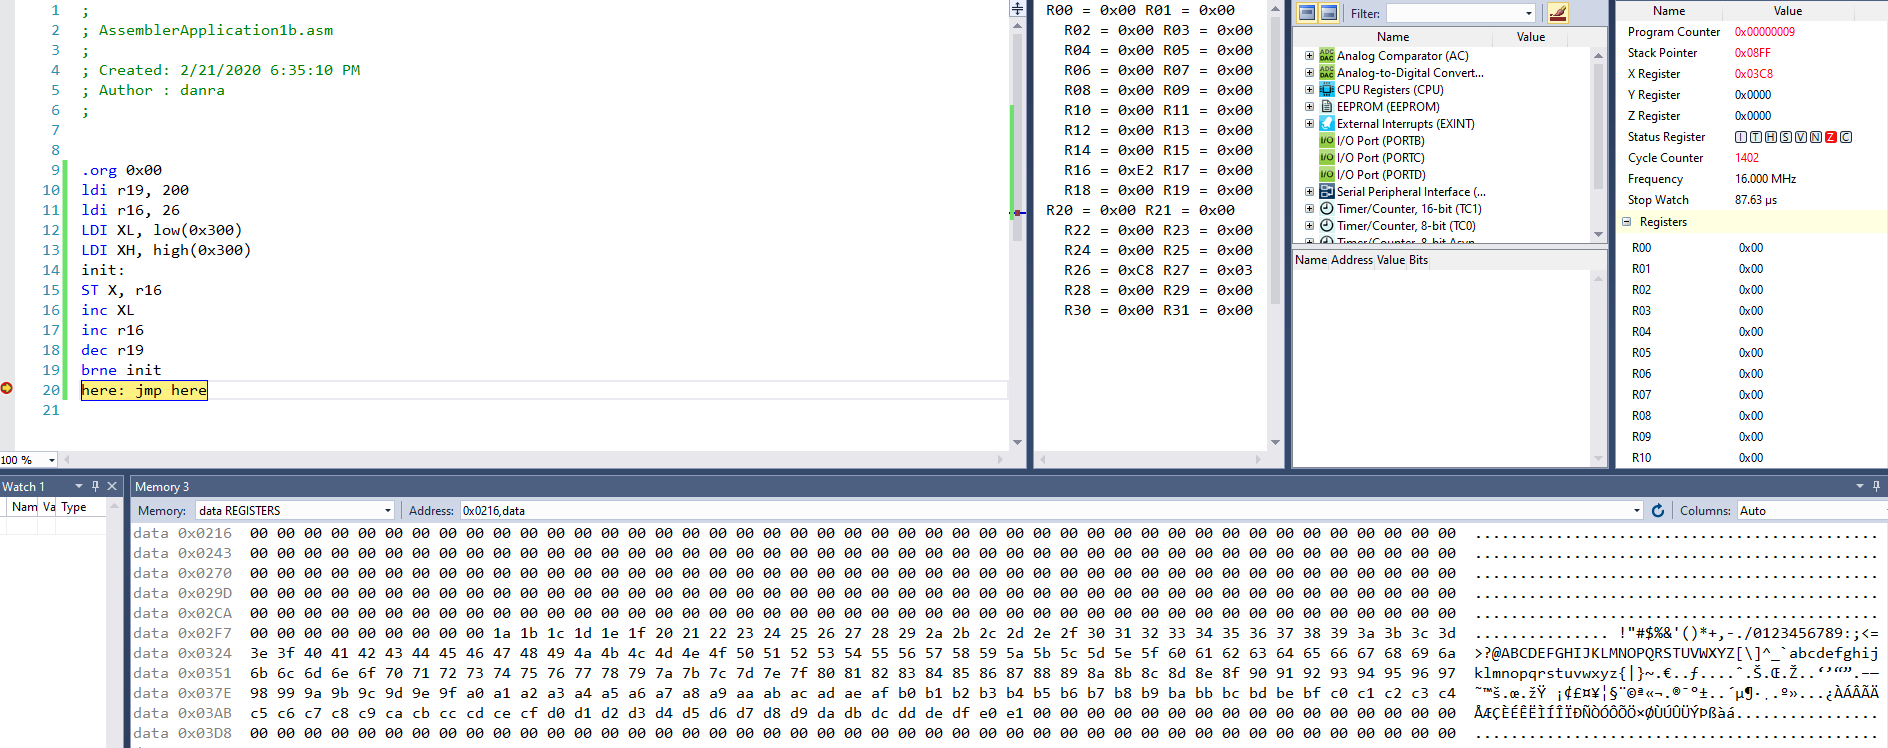 1 ;
2 ; AssemblerApplication1b.asm
3 ;
4 ; Created: 2/21/2020 6:35:10 PM
5 ; Author : danra
6 ;
7
8
9 .org 0x00
10 ldi r19, 200
11 ldi r16, 26
12 LDI XL, low(0x300)
13 LDI XH, high(0x300)
14 init:
15 ST X, r16
16 inc XL
17 inc r16
18 dec r19
19 brne init
20 here: jmp here
21
100 %
R00 = 0x00 R01 = 0x00
R02 = 0x00 R03 = 0x00
R04 = 0x00 R05 = 0x00
R06 = 0x00 R07 = 0x00
R08 = 0x00 R09 = 0x00
R10 = 0x00 R11 = 0x00
R12 = 0x00 R13 = 0x00
R14 = 0x00 R15 = 0x00
R16 = 0xE2 R17 = 0x00
R18 = 0x00 R19 = 0x00
R20 = 0x00 R21 = 0x00
R22 = 0x00 R23 = 0x00
R24 = 0x00 R25 = 0x00
R26 = 0xC8 R27 = 0x03
R28 = 0x00 R29 = 0x00
R30 = 0x00 R31 = 0x00
Filter:
Name Value
Analog Comparator (AC)
Analog-to-Digital Convert...
CPU Registers (CPU)
EEPROM (EEPROM)
External Interrupts (EXINT)
I/O I/O Port (PORTB)
I/O I/O Port (PORTC)
I/O I/O Port (PORTD)
Serial Peripheral Interface (...
Timer/Counter, 16-bit (TC1)
Timer/Counter, 8-bit (TC0)
Timer/Counter, 8-bit Asyn
Name Address Value Bits
Name Value
Program Counter 0x00000009
Stack Pointer 0x08FF
X Register 0x03C8
Y Register 0x0000
Z Register 0x0000
Status Register I T H S V N Z C
Cycle Counter 1402
Frequency 16.000 MHz
Stop Watch 87.63 µs
Registers
R00 0x00
R01 0x00
R02 0x00
R03 0x00
R04 0x00
R05 0x00
R06 0x00
R07 0x00
R08 0x00
R09 0x00
R10 0x00
Watch 1
Nam Va Type
Memory 3
Memory: data REGISTERS Address: 0x0216,data Columns: Auto
data 0x0216 00 00 00 00 00 00 00 00 00 00 00 00 00 00 00 00 00 00 00 00 00 00 00 00 00 00 00 00 00 00 00 00 00 00 00 00 00 00 00 00 00 00 00 00 00 .............................................
data 0x0243 00 00 00 00 00 00 00 00 00 00 00 00 00 00 00 00 00 00 00 00 00 00 00 00 00 00 00 00 00 00 00 00 00 00 00 00 00 00 00 00 00 00 00 00 00 .............................................
data 0x0270 00 00 00 00 00 00 00 00 00 00 00 00 00 00 00 00 00 00 00 00 00 00 00 00 00 00 00 00 00 00 00 00 00 00 00 00 00 00 00 00 00 00 00 00 00 .............................................
data 0x029D 00 00 00 00 00 00 00 00 00 00 00 00 00 00 00 00 00 00 00 00 00 00 00 00 00 00 00 00 00 00 00 00 00 00 00 00 00 00 00 00 00 00 00 00 00 .............................................
data 0x02CA 00 00 00 00 00 00 00 00 00 00 00 00 00 00 00 00 00 00 00 00 00 00 00 00 00 00 00 00 00 00 00 00 00 00 00 00 00 00 00 00 00 00 00 00 00 .............................................
data 0x02F7 00 00 00 00 00 00 00 00 00 1a 1b 1c 1d 1e 1f 20 21 22 23 24 25 26 27 28 29 2a 2b 2c 2d 2e 2f 30 31 32 33 34 35 36 37 38 39 3a 3b 3c 3d ............... !"#$%&'()*+,-./0123456789:;<=
data 0x0324 3e 3f 40 41 42 43 44 45 46 47 48 49 4a 4b 4c 4d 4e 4f 50 51 52 53 54 55 56 57 58 59 5a 5b 5c 5d 5e 5f 60 61 62 63 64 65 66 67 68 69 6a >?@ABCDEFGHIJKLMNOPQRSTUVWXYZ[\]^_`abcdefghij
data 0x0351 6b 6c 6d 6e 6f 70 71 72 73 74 75 76 77 78 79 7a 7b 7c 7d 7e 7f 80 81 82 83 84 85 86 87 88 89 8a 8b 8c 8d 8e 8f 90 91 92 93 94 95 96 97 klmnopqrstuvwxyz{|}~.€..ƒ....ˆ.Š.Œ.Ž..‘’“”.–—
data 0x037E 98 99 9a 9b 9c 9d 9e 9f a0 a1 a2 a3 a4 a5 a6 a7 a8 a9 aa ab ac ad ae af b0 b1 b2 b3 b4 b5 b6 b7 b8 b9 ba bb bc bd be bf c0 c1 c2 c3 c4 ˜™š.œ.žŸ ¡¢£¤¥¦§¨©ª«¬.®¯°±..´µ¶·¸.º»...¿ÀÁÂÃÄ
data 0x03AB c5 c6 c7 c8 c9 ca cb cc cd ce cf d0 d1 d2 d3 d4 d5 d6 d7 d8 d9 da db dc dd de df e0 e1 00 00 00 00 00 00 00 00 00 00 00 00 00 00 00 00 ÅÆÇÈÉÊËÌÍÎÏÐÑÒÓÔÕÖ×ØÙÚÛÜÝÞßàá................
data 0x03D8 00 00 00 00 00 00 00 00 00 00 00 00 00 00 00 00 00 00 00 00 00 00 00 00 00 00 00 00 00 00 00 00 00 00 00 00 00 00 00 00 00 00 00 00 00 .............................................